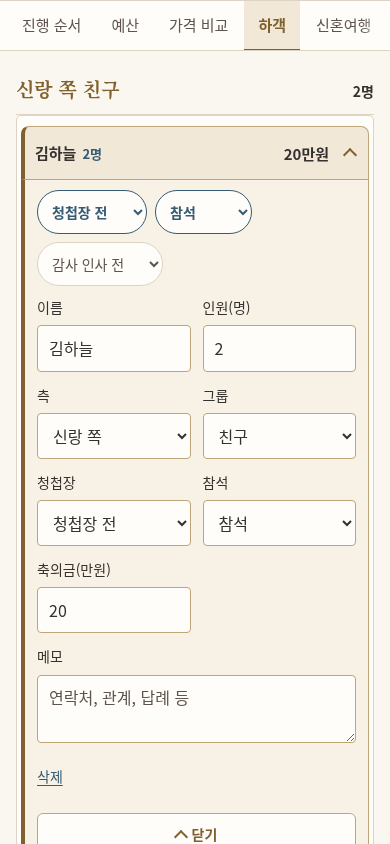 진행 순서 예산 가격 비교 하객 신혼여행
신랑 쪽 친구 2명
김하늘 2명 20만원
청첩장 전 참석
감사 인사 전
이름 인원(명)
김하늘 2
측 그룹
신랑 쪽 친구
청첩장 참석
청첩장 전 참석
축의금(만원)
20
메모
연락처, 관계, 답례 등
삭제
닫기